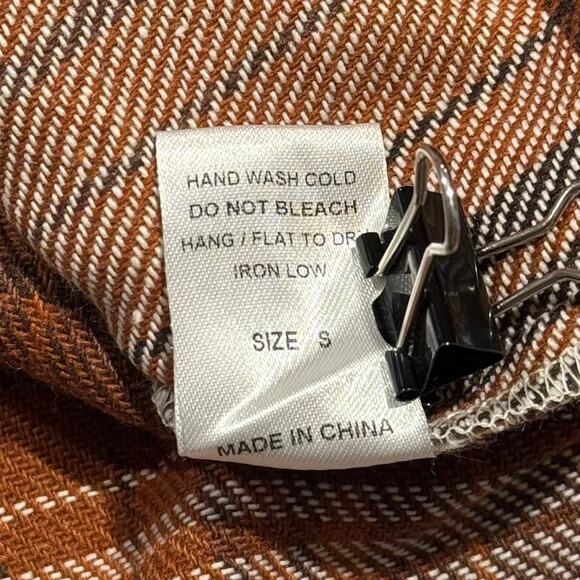 HAND WASH COLD
DO NOT BLEACH
HANG / FLAT TO DR
IRON LOW
SIZE S
MADE IN CHINA